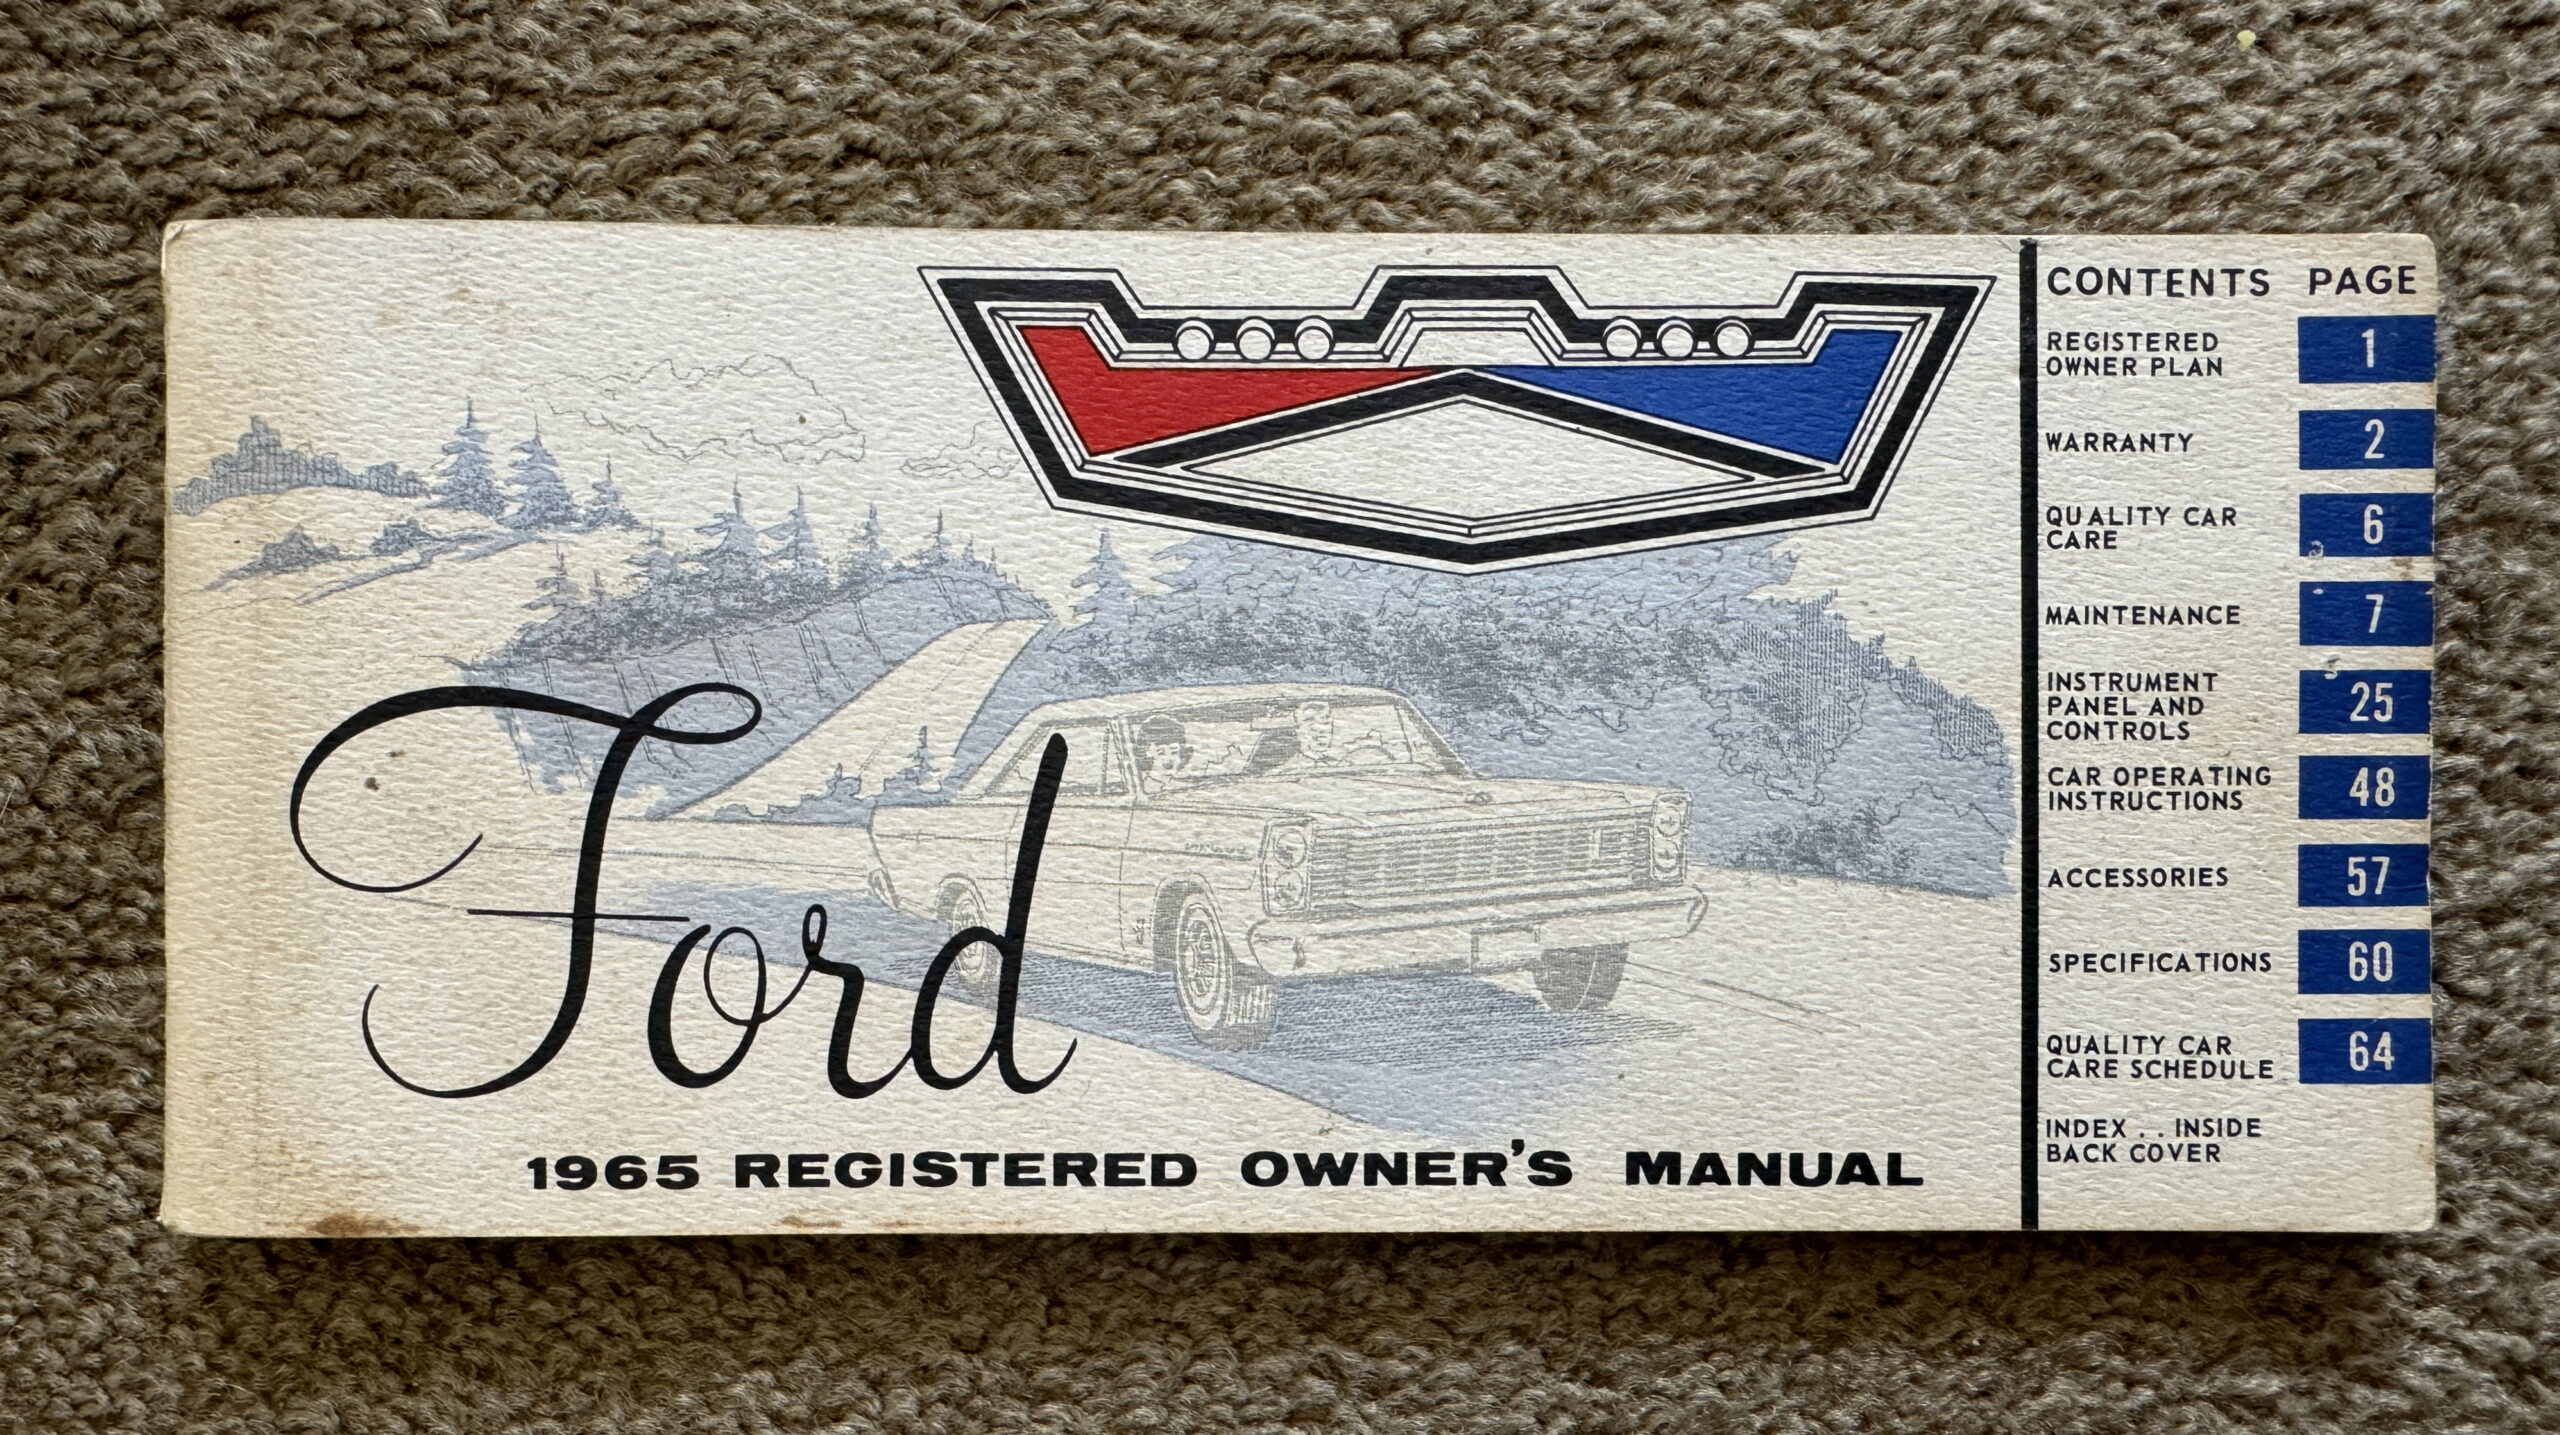 Ford
1965 REGISTERED OWNER'S MANUAL
CONTENTS PAGE
REGISTERED
OWNER PLAN 1
WARRANTY 2
QUALITY CAR
CARE 6
MAINTENANCE 7
INSTRUMENT
PANEL AND 25
CONTROLS
CAR OPERATING
INSTRUCTIONS 48
ACCESSORIES 57
SPECIFICATIONS 60
QUALITY CAR
CARE SCHEDULE 64
INDEX . . INSIDE
BACK COVER